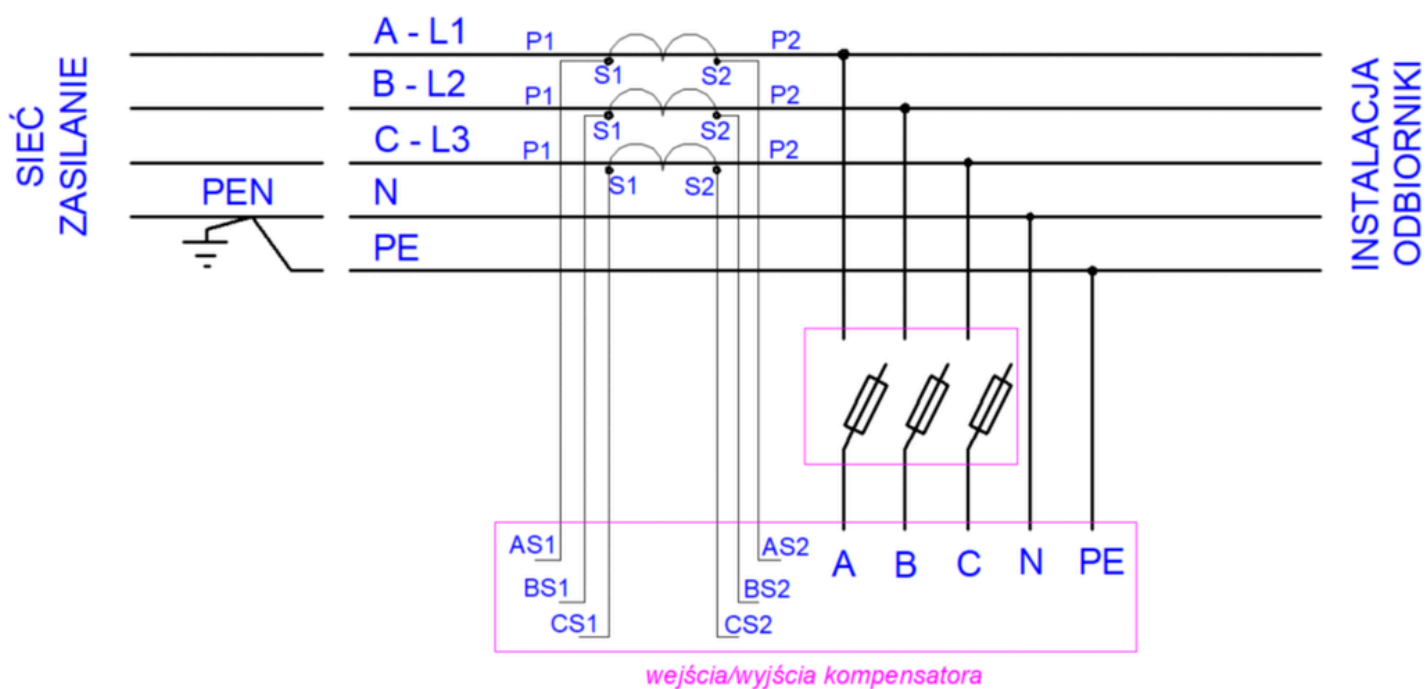 SIEĆ
ZASILANIE
A - L1
P1
S1
S2
P2
B - L2
P1
S1
S2
P2
C - L3
P1
S1
S2
P2
PEN
N
PE
INSTALACJA
ODBIORNIKI
AS1
BS1
CS1
AS2
BS2
CS2
A
B
C
N
PE
wejścia/wyjścia kompensatora